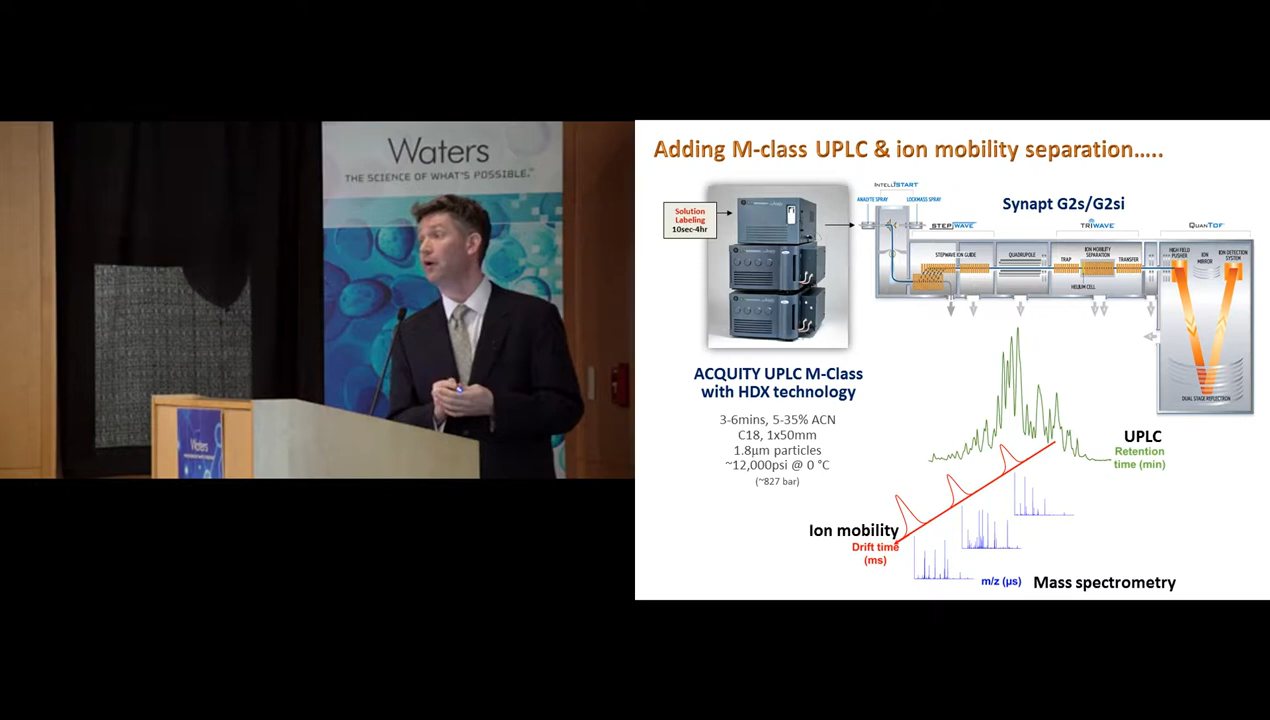 Waters
THE SCIENCE OF WHAT'S POSSIBLE.™
Waters
Adding M-class UPLC & ion mobility separation…..
Solution
Labeling
10sec-4hr
INTELLISTART
ANALYTE SPRAY
LOCKMASS SPRAY
Synapt G2s/G2si
STEPWAVE
TRIWAVE
QUANTOF
STEPWAVE ION GUIDE
QUADRUPOLE
TRAP
ION MOBILITY
SEPARATION
TRANSFER
HELIUM CELL
HIGH FIELD
PUSHER
ION
MIRROR
ION DETECTION
SYSTEM
DUAL STAGE REFLECTRON
ACQUITY UPLC M-Class
with HDX technology
3-6mins, 5-35% ACN
C18, 1x50mm
1.8µm particles
~12,000psi @ 0 °C
(~827 bar)
UPLC
Retention
time (min)
Ion mobility
Drift time
(ms)
m/z (µs)
Mass spectrometry